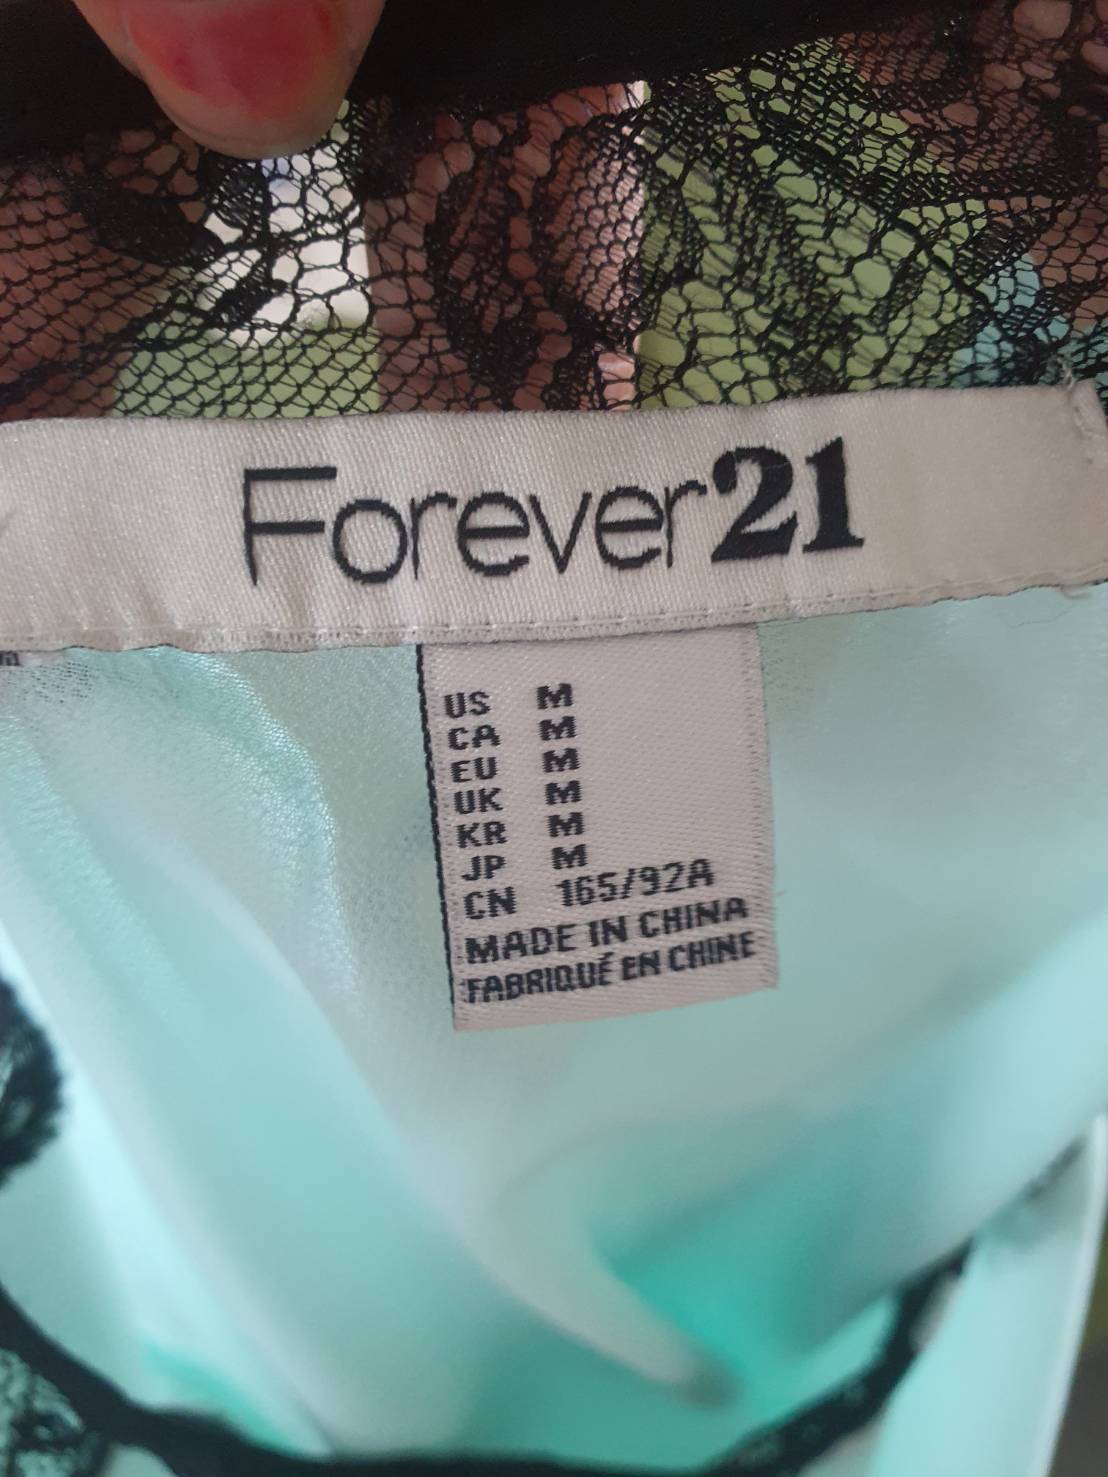 Forever21
US M
CA M
EU M
UK M
KR M
JP M
CN 165/92A
MADE IN CHINA
FABRIQUÉ EN CHINE